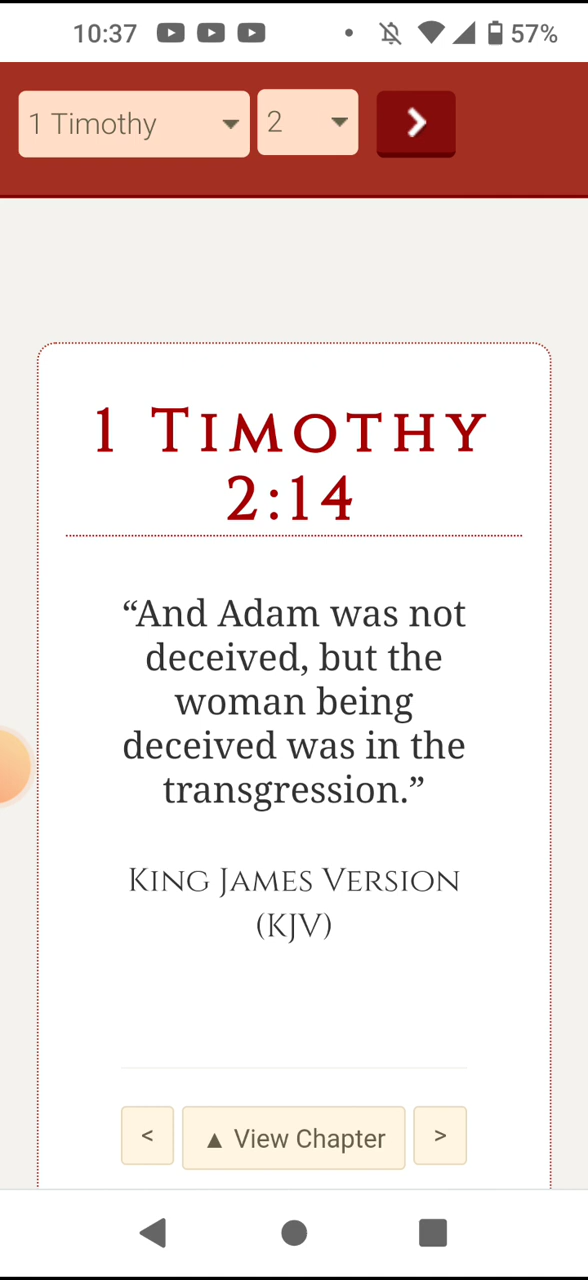 10:37
57%
1 Timothy
2
1 Timothy
2:14
“And Adam was not
deceived, but the
woman being
deceived was in the
transgression.”
King James Version
(KJV)
<
▲ View Chapter
>